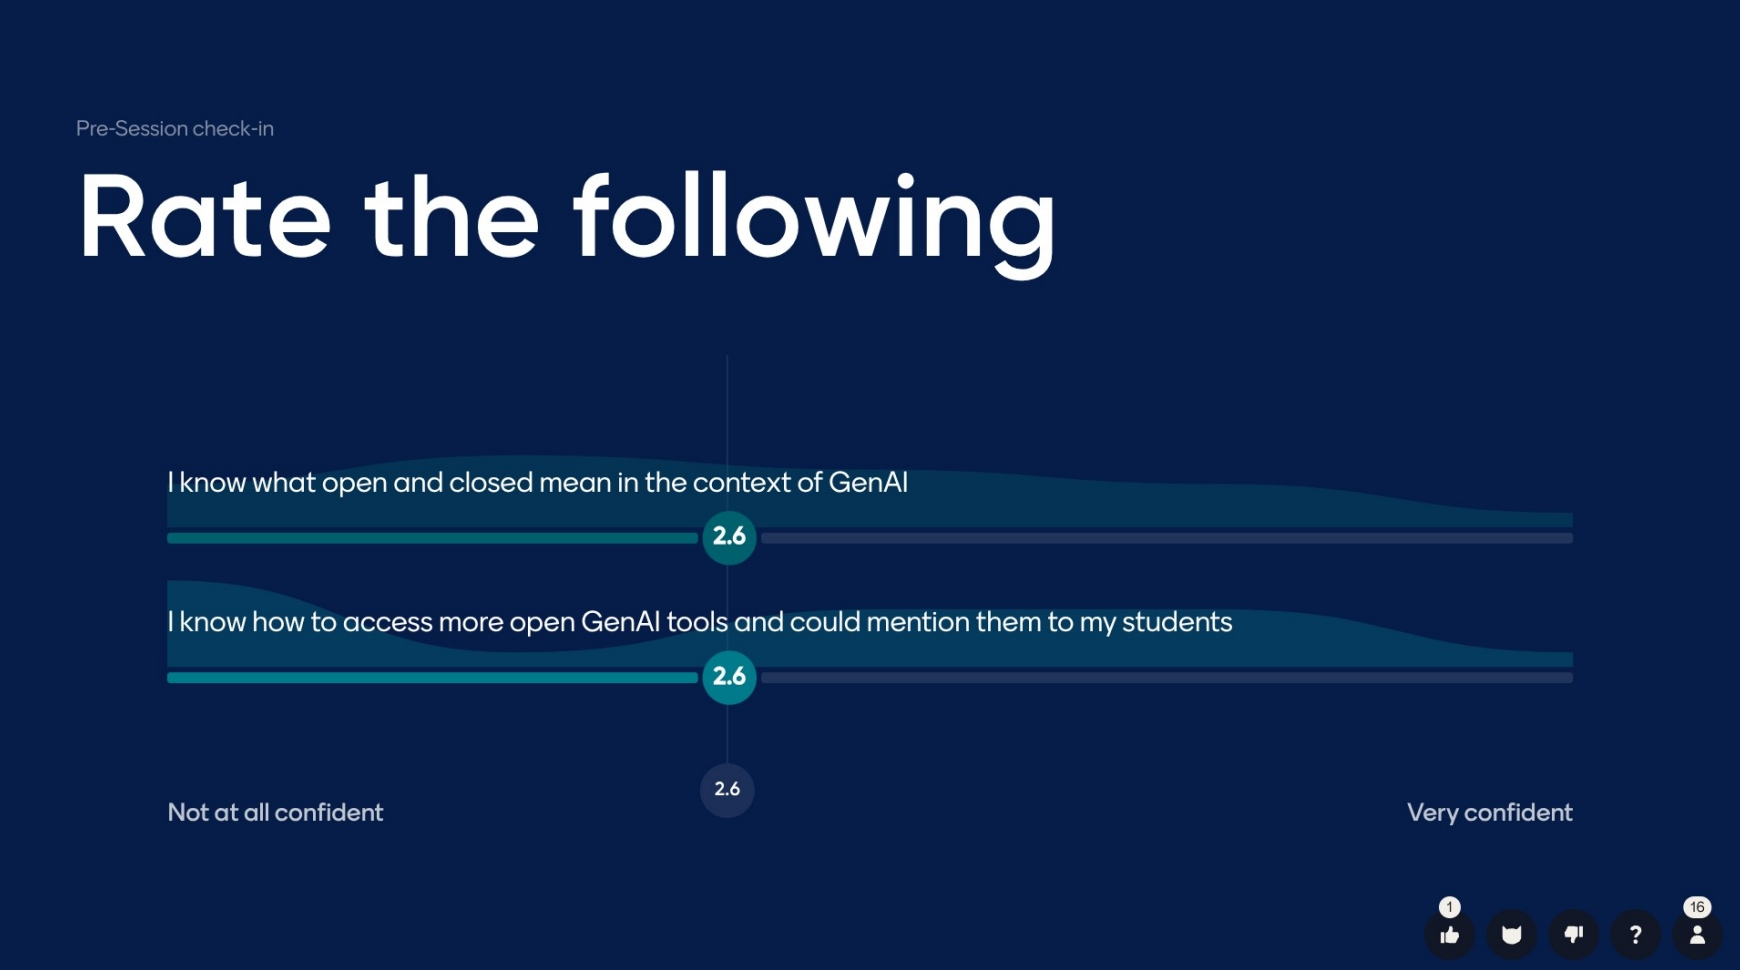 Pre-Session check-in
Rate the following
I know what open and closed mean in the context of GenAI
2.6
I know how to access more open GenAI tools and could mention them to my students
2.6
2.6
Not at all confident
Very confident
1
16
?